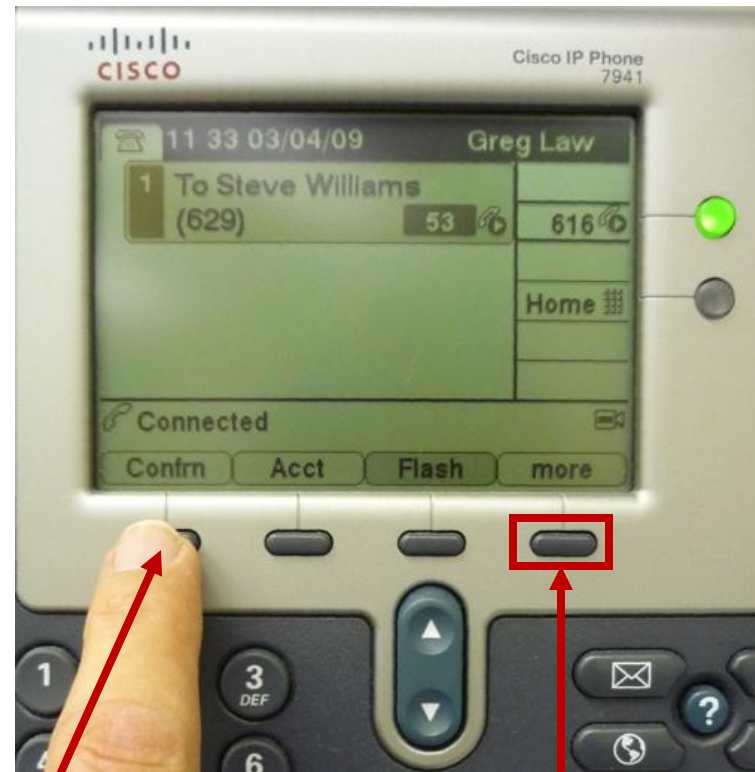 CISCO
Cisco IP Phone
7941
11 33 03/04/09 Greg Law
1 To Steve Williams
(629) 53 616
Home
Connected
Confrn Acct Flash more
1
3
DEF
?
4
6